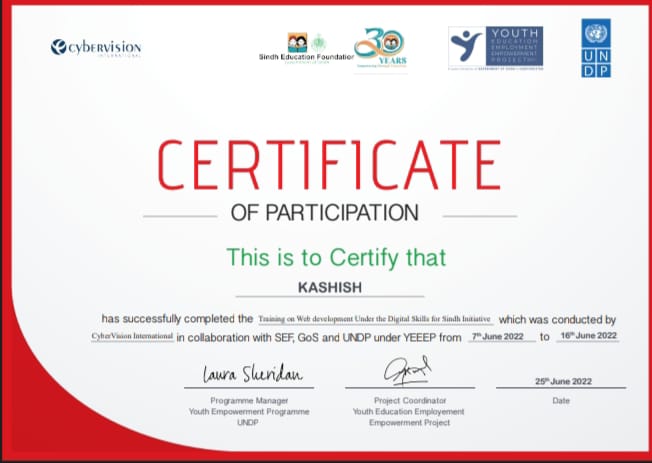 CYBERVISION
INTERNATIONAL
Sindh Education Foundation
30
YEARS
YOUTH
EDUCATION
EMPLOYMENT
EMPOWERMENT
PROJECT
U N
D P
CERTIFICATE
OF PARTICIPATION
This is to Certify that
KASHISH
has successfully completed the Training on Web development Under the Digital Skills for Sindh Initiative which was conducted by
CyberVision International in collaboration with SEF, GoS and UNDP under YEEEP from 7th June 2022 to 16th June 2022
Laura Sheridan
25th June 2022
Programme Manager
Youth Empowerment Programme
UNDP
Project Coordinator
Youth Education Employement
Empowerment Project
Date